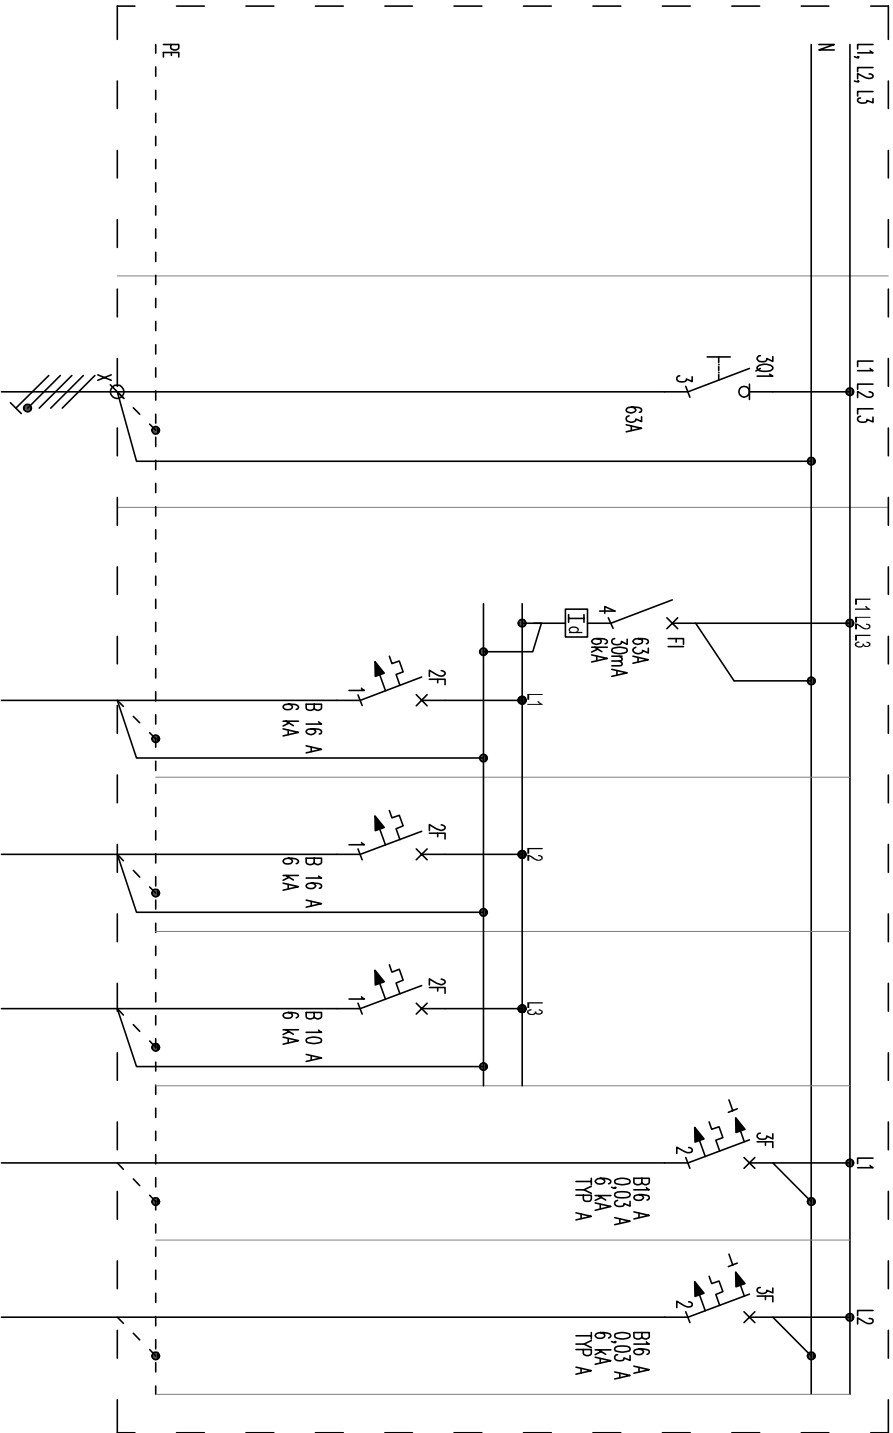 L1, L2, L3
N
PE
L1 L2 L3
3Q1
3
63A
X
L1 L2 L3
FI
4
63A
30mA
6kA
Id
L1
2F
1
B 16 A
6 kA
L2
2F
1
B 16 A
6 kA
L3
2F
1
B 10 A
6 kA
L1
3F
2
B16 A
0,03 A
6 kA
TYP A
L2
3F
2
B16 A
0,03 A
6 kA
TYP A